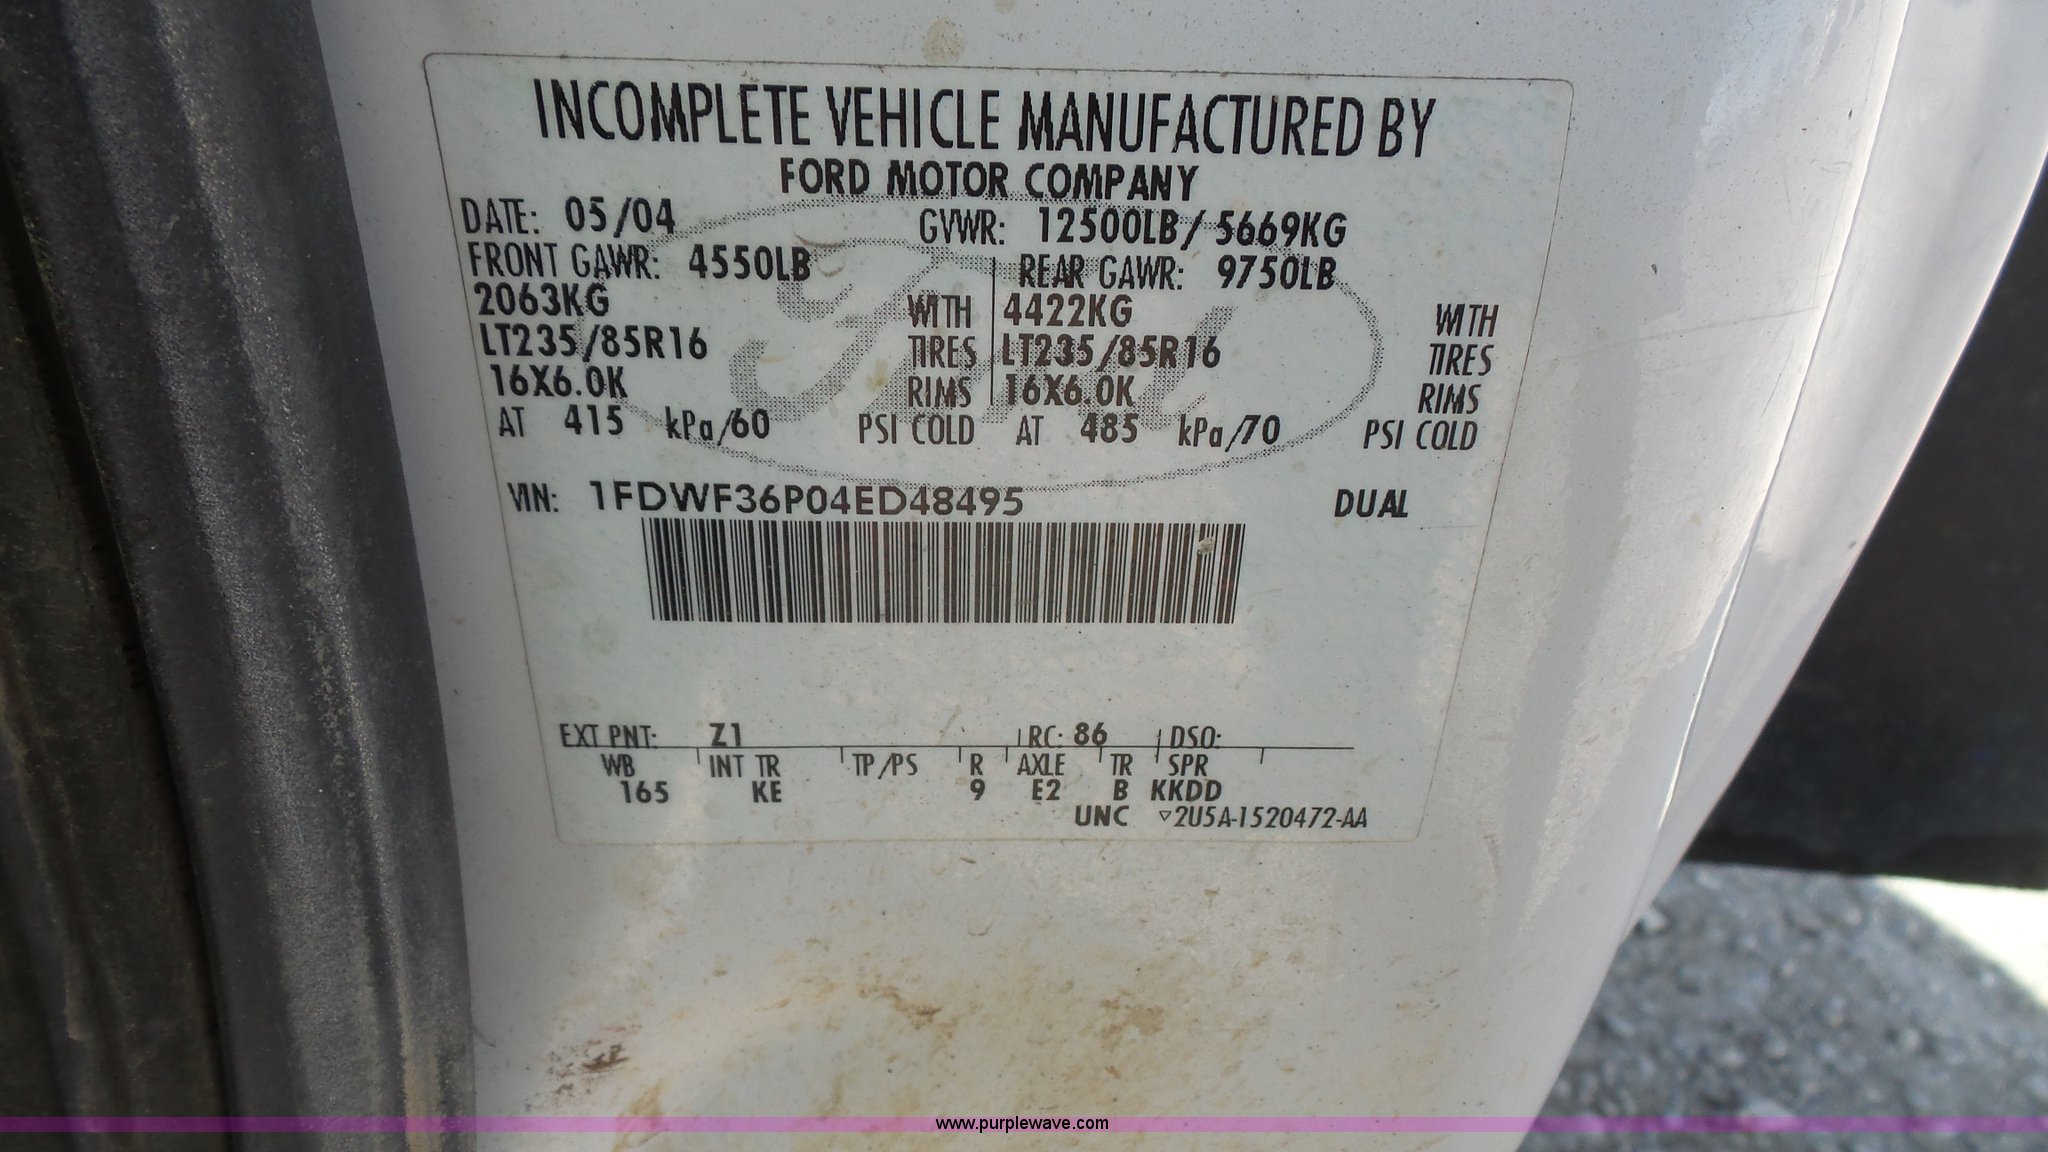 INCOMPLETE VEHICLE MANUFACTURED BY
FORD MOTOR COMPANY
DATE: 05/04 GVWR: 12500LB/ 5669KG
FRONT GAWR: 4550LB REAR GAWR: 9750LB
2063KG WITH 4422KG WITH
LT235/85R16 TIRES LT235/85R16 TIRES
16X6.0K RIMS 16X6.0K RIMS
AT 415 kPa/60 PSI COLD AT 485 kPa/70 PSI COLD
VIN: 1FDWF36P04ED48495 DUAL
EXT PNT: Z1 RC: 86 DSO:
WB INT TR TP/PS R AXLE TR SPR
165 KE 9 E2 B KKDD
UNC ▽2U5A-1520472-AA
Ford
www.purplewave.com